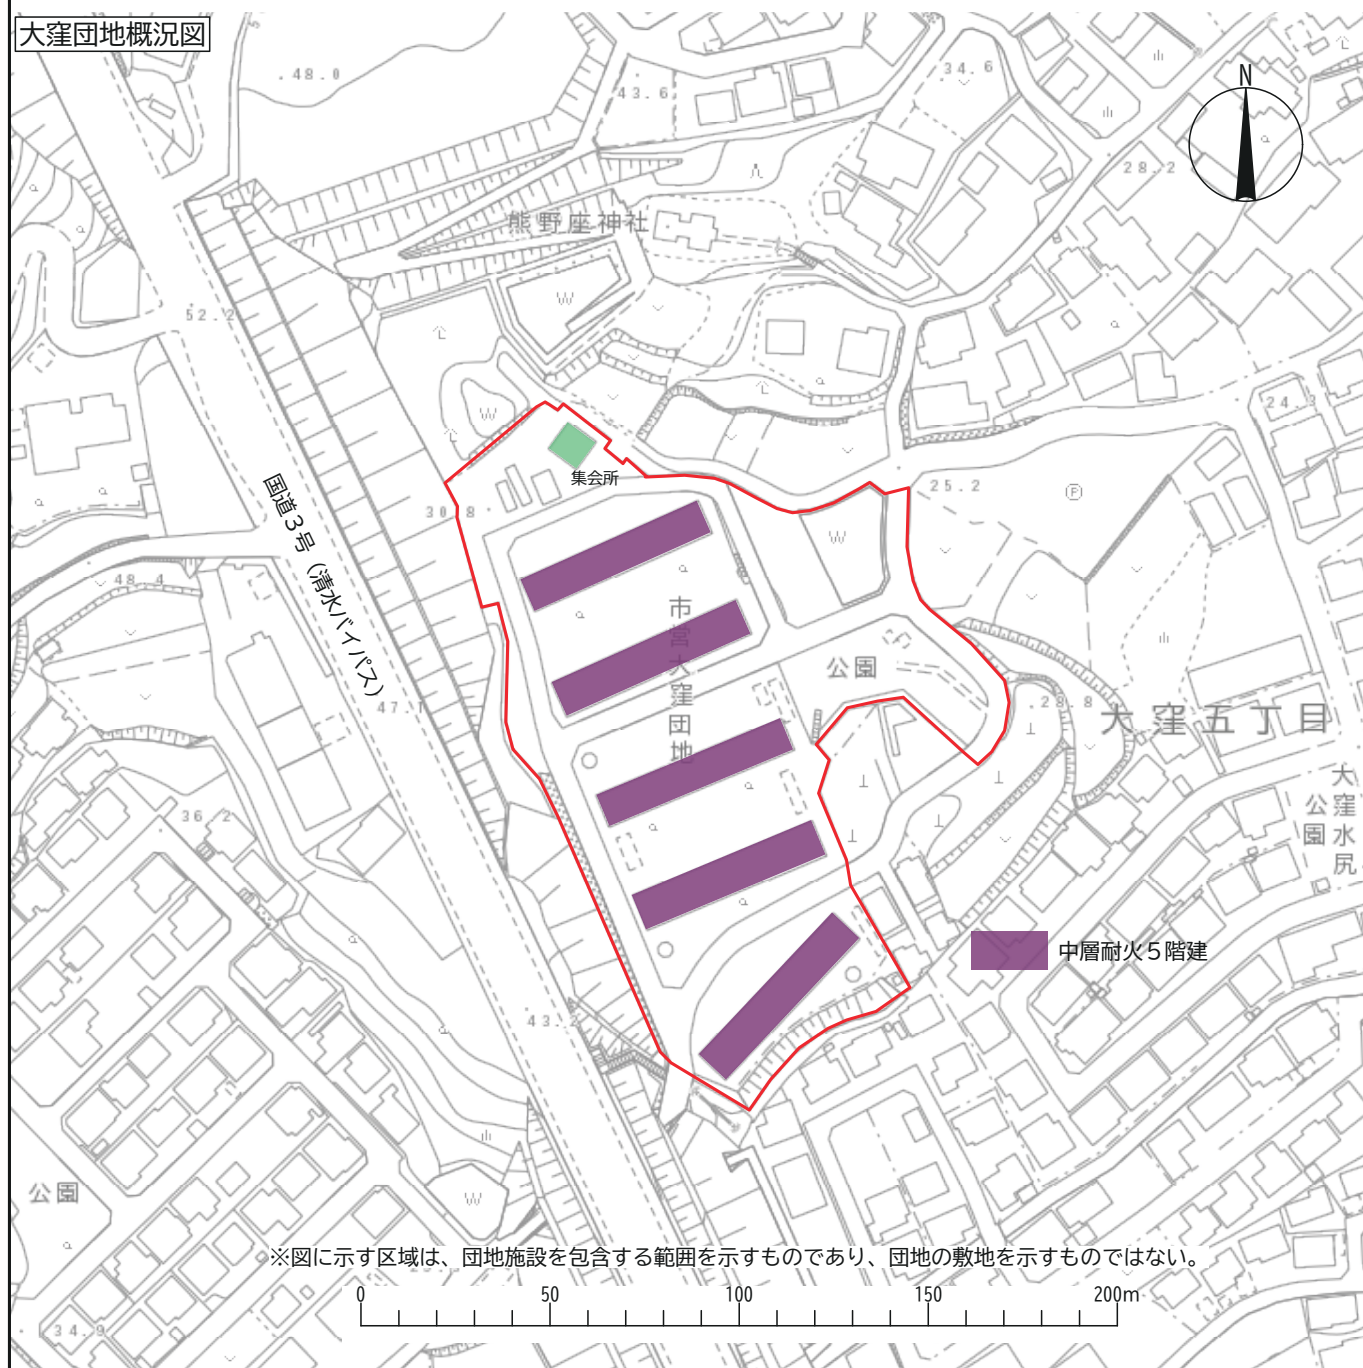 大窪団地概況図
N
48.0
43.6
34.6
28.2
熊野座神社
52.2
24.3
国道3号（清水バイパス）
集会所
30.8
25.2
48.4
市営大窪団地
公園
47.1
28.8
大窪五丁目
大窪水尻
公園
36.2
中層耐火５階建
43.2
公園
※図に示す区域は、団地施設を包含する範囲を示すものであり、団地の敷地を示すものではない。
0 50 100 150 200m
34.9